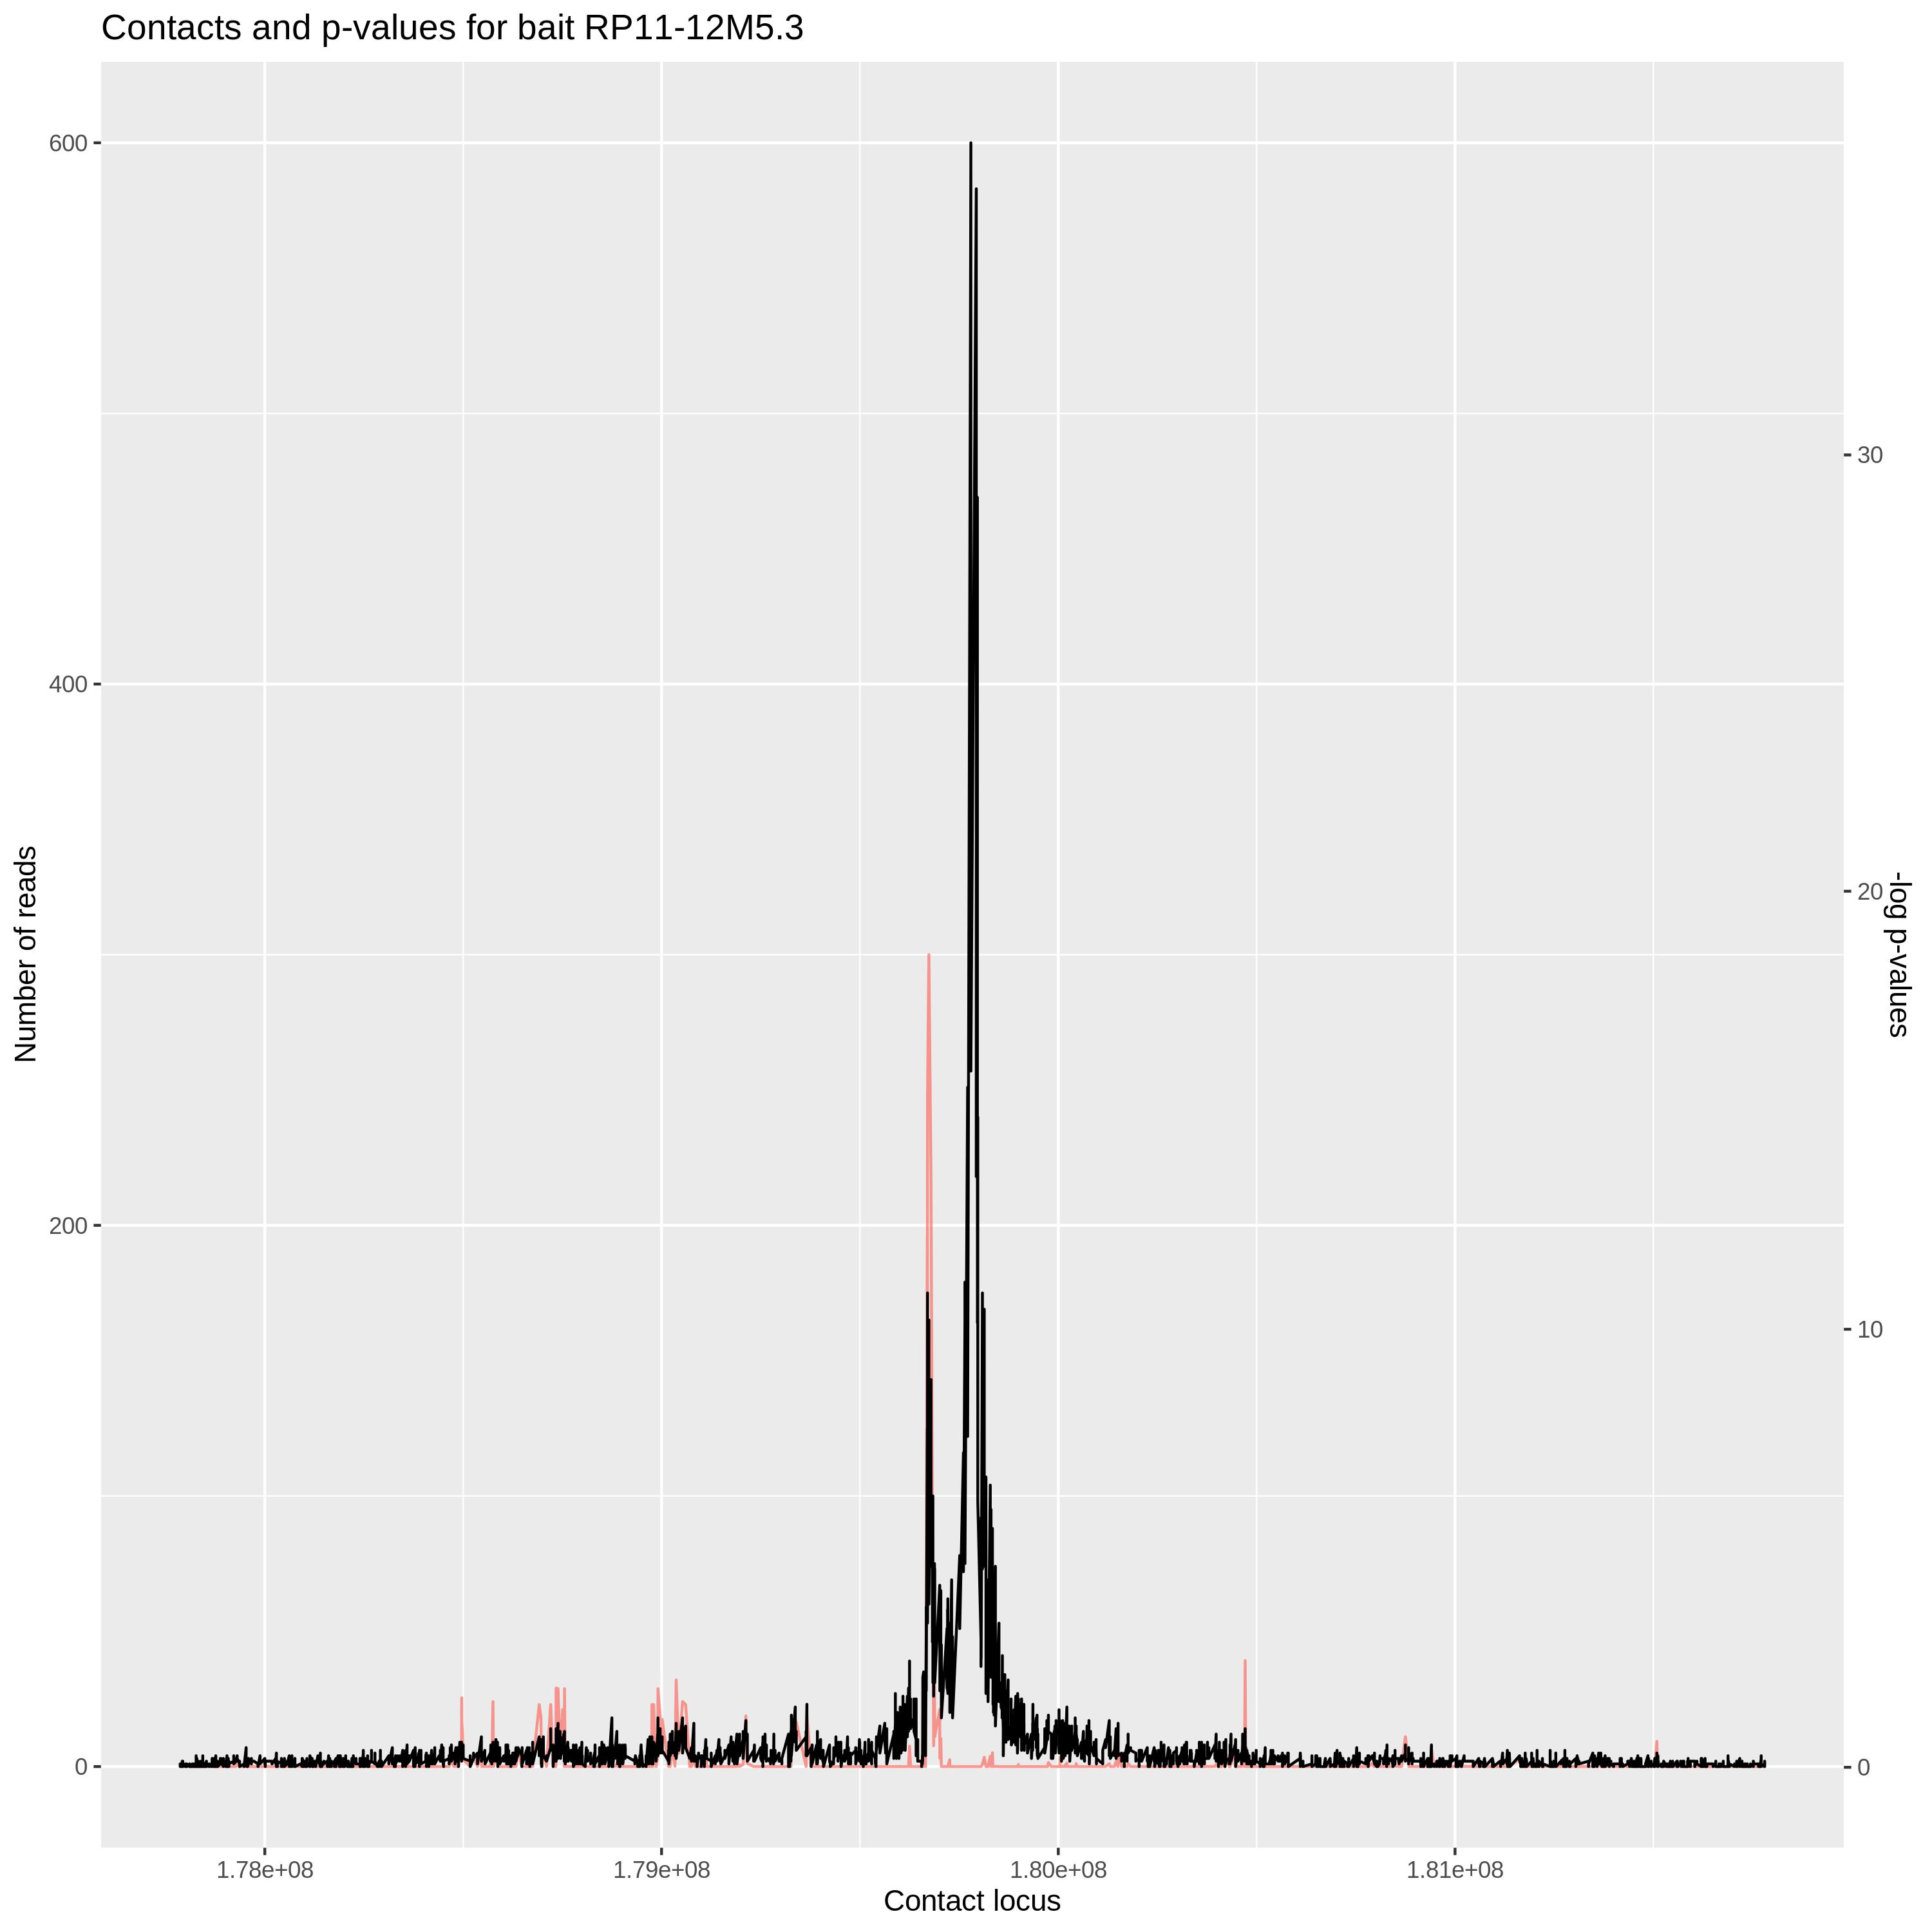 Contacts and p-values for bait RP11-12M5.3
Number of reads
600
400
200
0
30
20
10
0
-log p-values
1.78e+08
1.79e+08
1.80e+08
1.81e+08
Contact locus